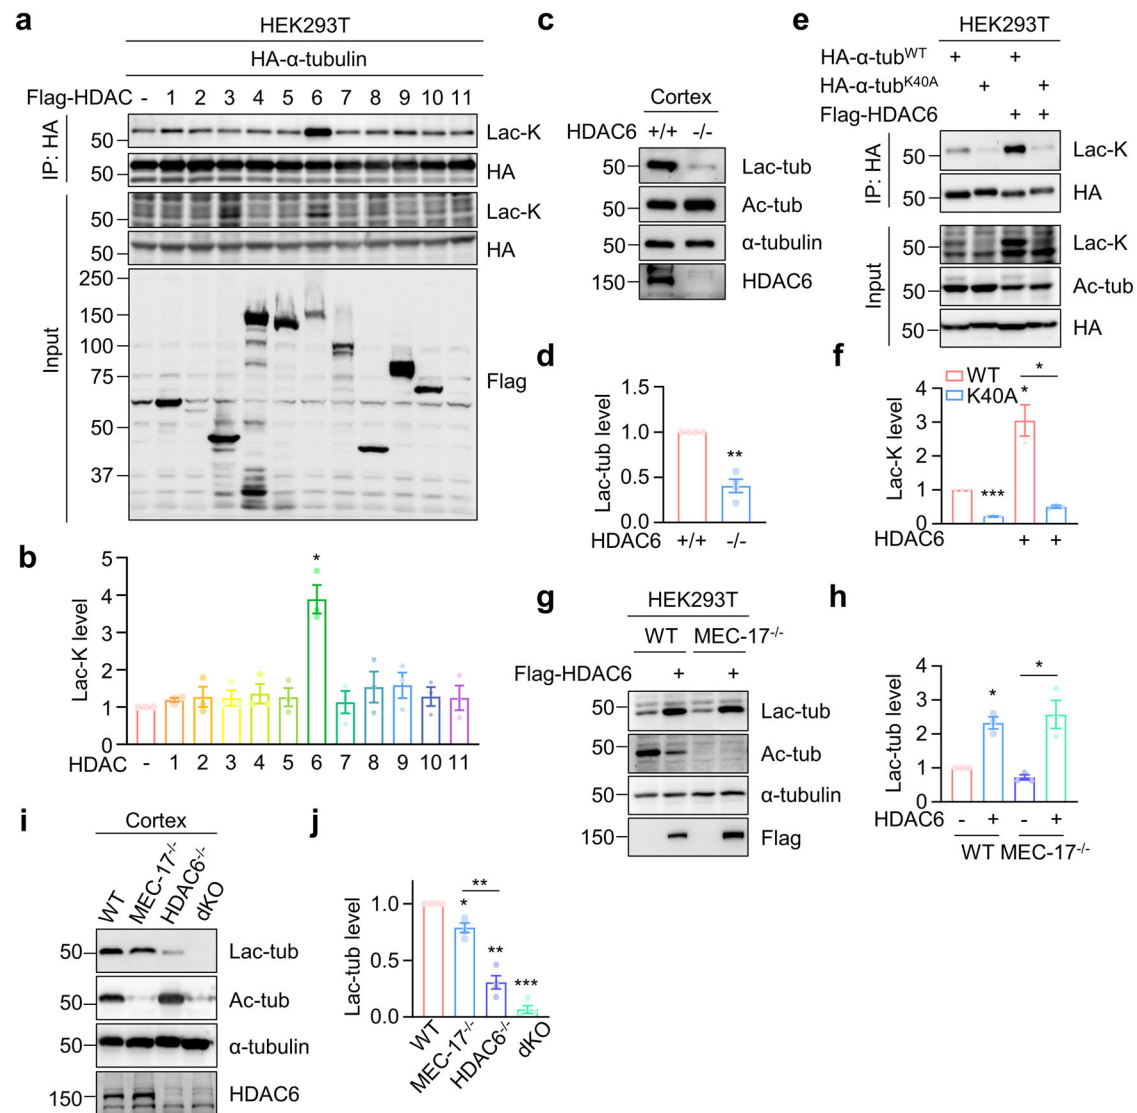 a
HEK293T
HA-α-tubulin
Flag-HDAC - 1 2 3 4 5 6 7 8 9 10 11
IP: HA
50 Lac-K
50 HA
Input
50 Lac-K
50 HA
250
150
100
75
50
37
Flag
b
Lac-K level
5
4
3
2
1
0
*
HDAC - 1 2 3 4 5 6 7 8 9 10 11
c
Cortex
HDAC6 +/+ -/-
50 Lac-tub
50 Ac-tub
50 α-tubulin
150 HDAC6
d
Lac-tub level
1.5
1.0
0.5
0.0
**
HDAC6 +/+ -/-
e
HEK293T
HA-α-tubWT + +
HA-α-tubK40A + +
Flag-HDAC6 + +
IP: HA
50 Lac-K
50 HA
Input
50 Lac-K
50 Ac-tub
50 HA
f
WT
K40A
Lac-K level
4
3
2
1
0
***
*
*
HDAC6 + +
g
HEK293T
WT MEC-17-/-
Flag-HDAC6 + +
50 Lac-tub
50 Ac-tub
50 α-tubulin
150 Flag
h
Lac-tub level
4
3
2
1
0
*
*
HDAC6 - + - +
WT MEC-17-/-
i
Cortex
WT MEC-17-/- HDAC6-/- dKO
50 Lac-tub
50 Ac-tub
50 α-tubulin
150 HDAC6
j
Lac-tub level
1.0
0.5
0.0
*
**
**
***
WT MEC-17-/- HDAC6-/- dKO